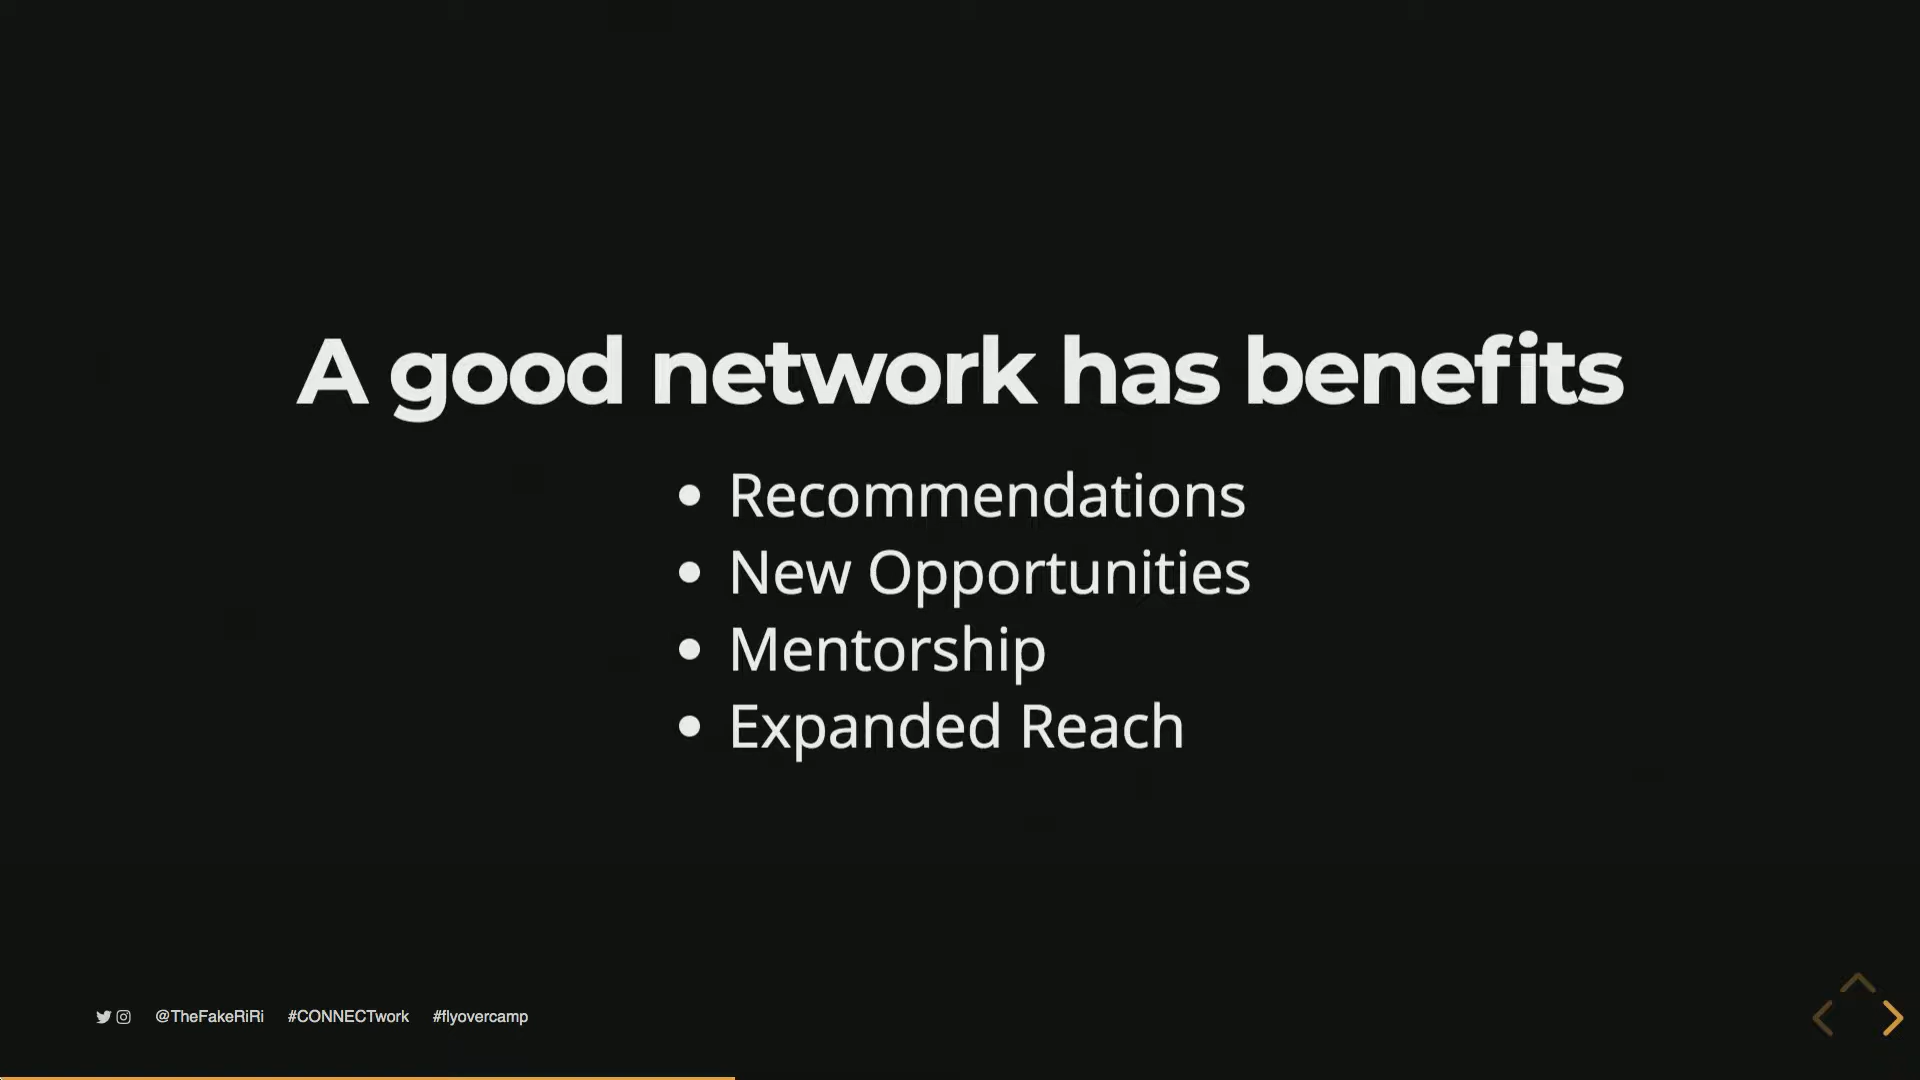 A good network has benefits
Recommendations
New Opportunities
Mentorship
Expanded Reach
@TheFakeRiRi #CONNECTwork #flyovercamp